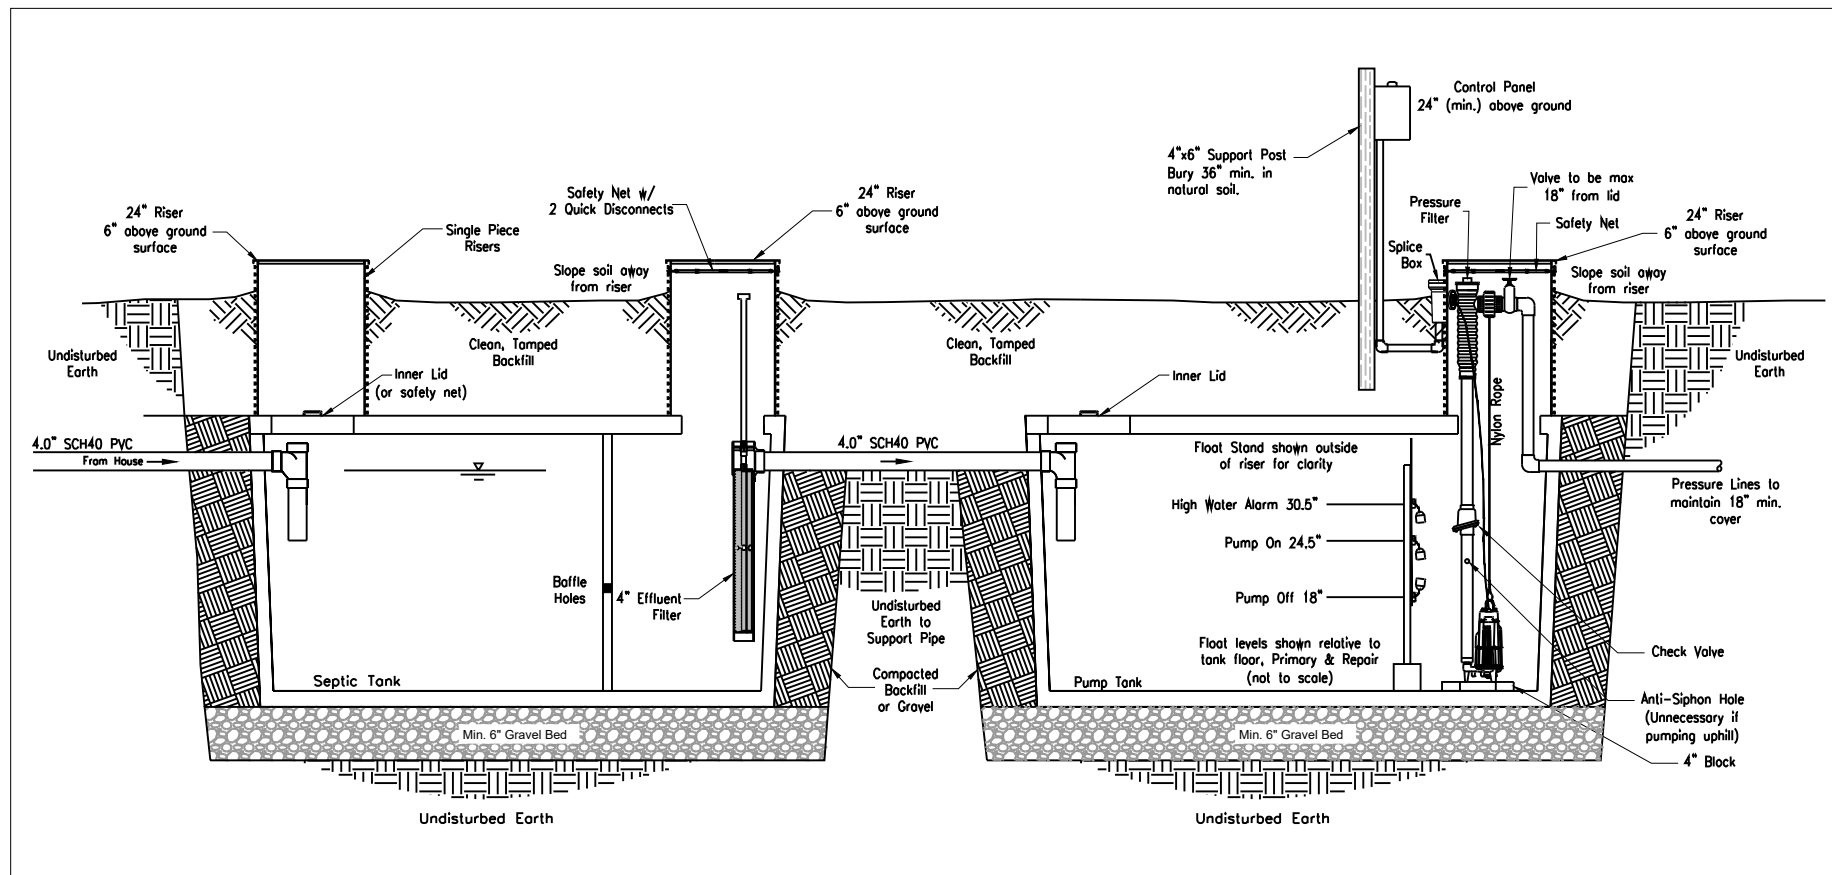 Control Panel
24" (min.) above ground
4"x6" Support Post
Bury 36" min. in
natural soil.
Valve to be max
18" from lid
Pressure
Filter
Safety Net
24" Riser
6" above ground
surface
Splice
Box
Slope soil away
from riser
24" Riser
6" above ground
surface
Single Piece
Risers
Safety Net w/
2 Quick Disconnects
24" Riser
6" above ground
surface
Slope soil away
from riser
Undisturbed
Earth
Clean, Tamped
Backfill
Clean, Tamped
Backfill
Undisturbed
Earth
Inner Lid
(or safety net)
Inner Lid
Nylon Rope
4.0" SCH40 PVC
From House
4.0" SCH40 PVC
Float Stand shown outside
of riser for clarity
High Water Alarm 30.5"
Pump On 24.5"
Pump Off 18"
Float levels shown relative to
tank floor, Primary & Repair
(not to scale)
Pressure Lines to
maintain 18" min.
cover
Baffle
Holes
4" Effluent
Filter
Undisturbed
Earth to
Support Pipe
Compacted
Backfill
or Gravel
Check Valve
Anti-Siphon Hole
(Unnecessary if
pumping uphill)
4" Block
Septic Tank
Pump Tank
Min. 6" Gravel Bed
Min. 6" Gravel Bed
Undisturbed Earth
Undisturbed Earth